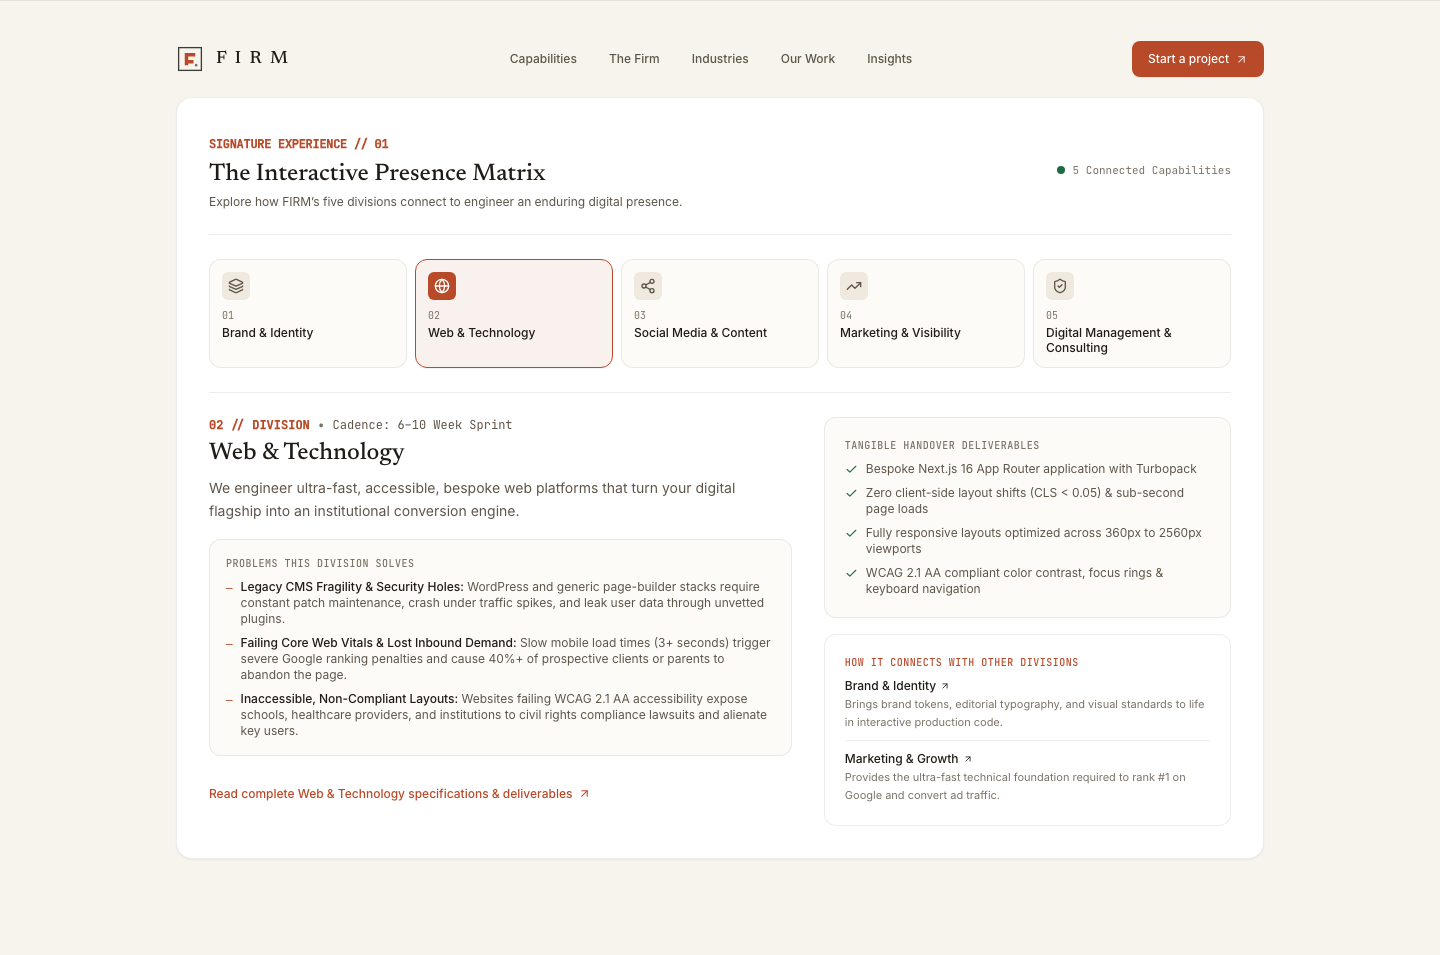 F. FIRM
Capabilities
The Firm
Industries
Our Work
Insights
Start a project
SIGNATURE EXPERIENCE // 01
The Interactive Presence Matrix
5 Connected Capabilities
Explore how FIRM's five divisions connect to engineer an enduring digital presence.
01
Brand & Identity
02
Web & Technology
03
Social Media & Content
04
Marketing & Visibility
05
Digital Management &
Consulting
02 // DIVISION • Cadence: 6–10 Week Sprint
Web & Technology
We engineer ultra-fast, accessible, bespoke web platforms that turn your digital
flagship into an institutional conversion engine.
PROBLEMS THIS DIVISION SOLVES
– Legacy CMS Fragility & Security Holes: WordPress and generic page-builder stacks require
constant patch maintenance, crash under traffic spikes, and leak user data through unvetted
plugins.
– Failing Core Web Vitals & Lost Inbound Demand: Slow mobile load times (3+ seconds) trigger
severe Google ranking penalties and cause 40%+ of prospective clients or parents to
abandon the page.
– Inaccessible, Non-Compliant Layouts: Websites failing WCAG 2.1 AA accessibility expose
schools, healthcare providers, and institutions to civil rights compliance lawsuits and alienate
key users.
Read complete Web & Technology specifications & deliverables
TANGIBLE HANDOVER DELIVERABLES
Bespoke Next.js 16 App Router application with Turbopack
Zero client-side layout shifts (CLS < 0.05) & sub-second
page loads
Fully responsive layouts optimized across 360px to 2560px
viewports
WCAG 2.1 AA compliant color contrast, focus rings &
keyboard navigation
HOW IT CONNECTS WITH OTHER DIVISIONS
Brand & Identity
Brings brand tokens, editorial typography, and visual standards to life
in interactive production code.
Marketing & Growth
Provides the ultra-fast technical foundation required to rank #1 on
Google and convert ad traffic.